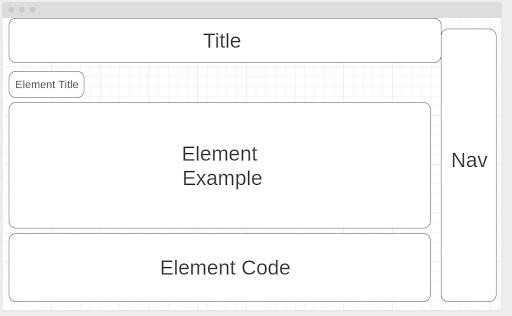 Title
Element Title
Element
Example
Nav
Element Code